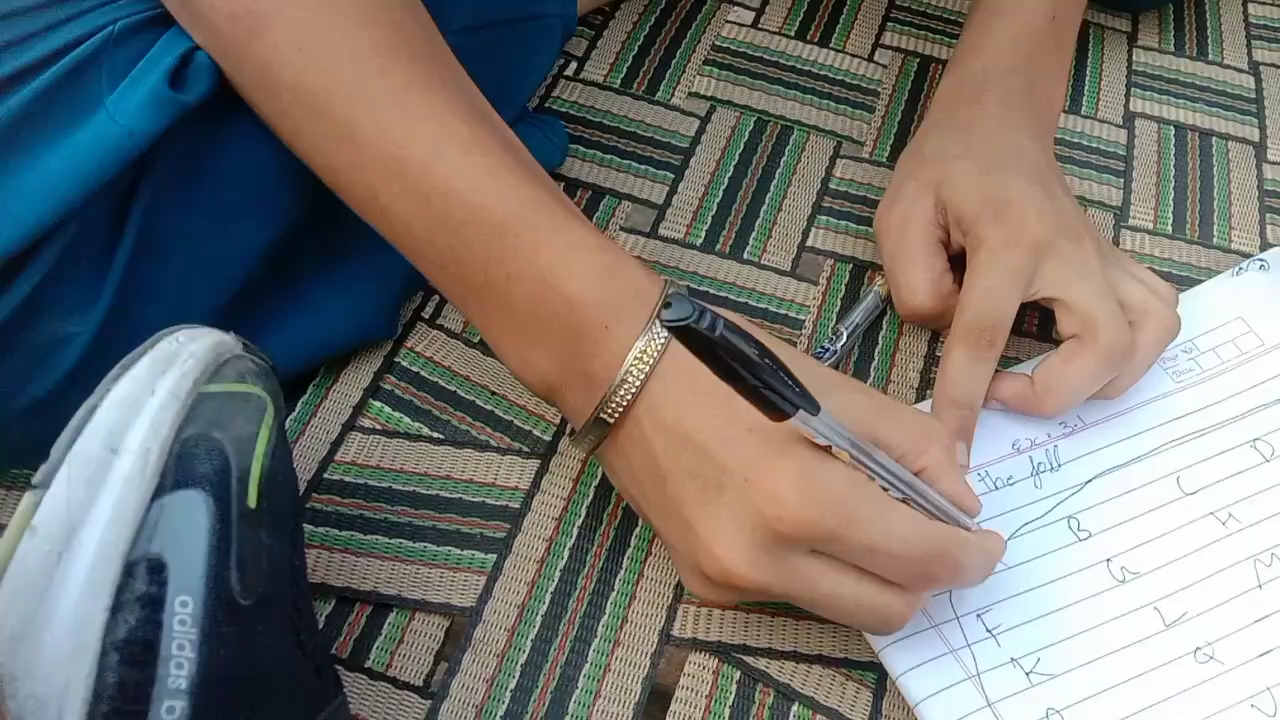 Page No.
Date
Ex: 3.1
the foll
B C D
G H
F L M
K Q
adidas